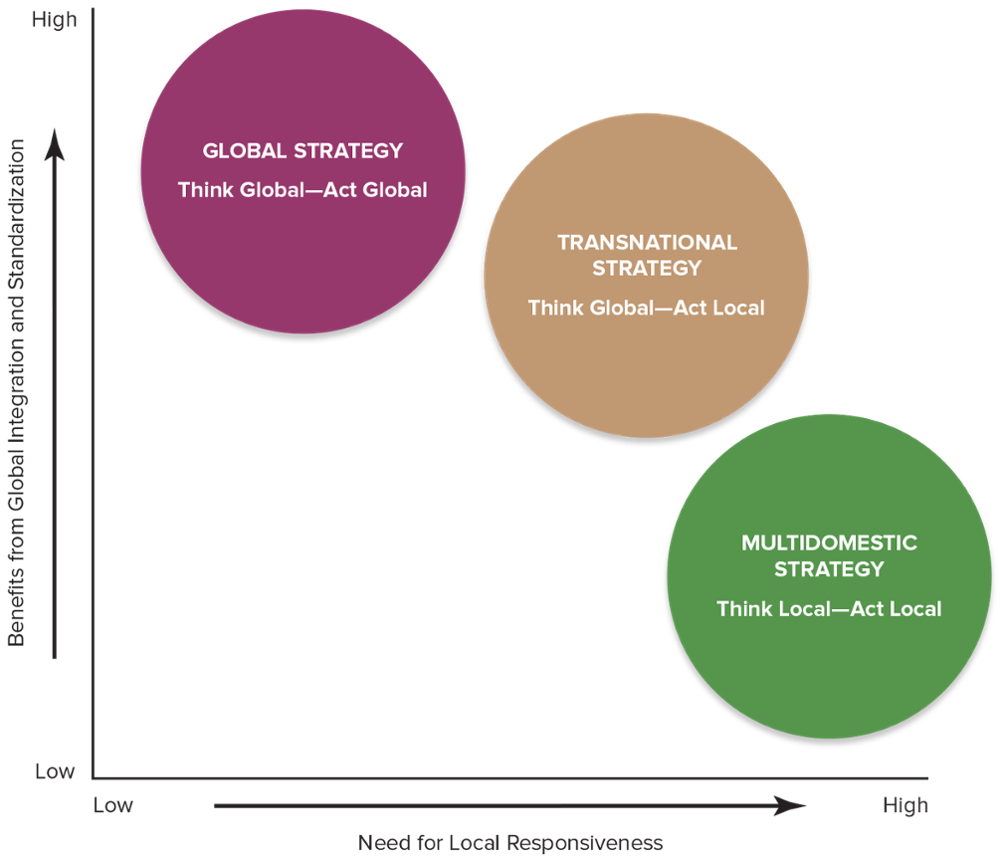 High
Benefits from Global Integration and Standardization
GLOBAL STRATEGY
Think Global—Act Global
TRANSNATIONAL
STRATEGY
Think Global—Act Local
MULTIDOMESTIC
STRATEGY
Think Local—Act Local
Low
Low
High
Need for Local Responsiveness